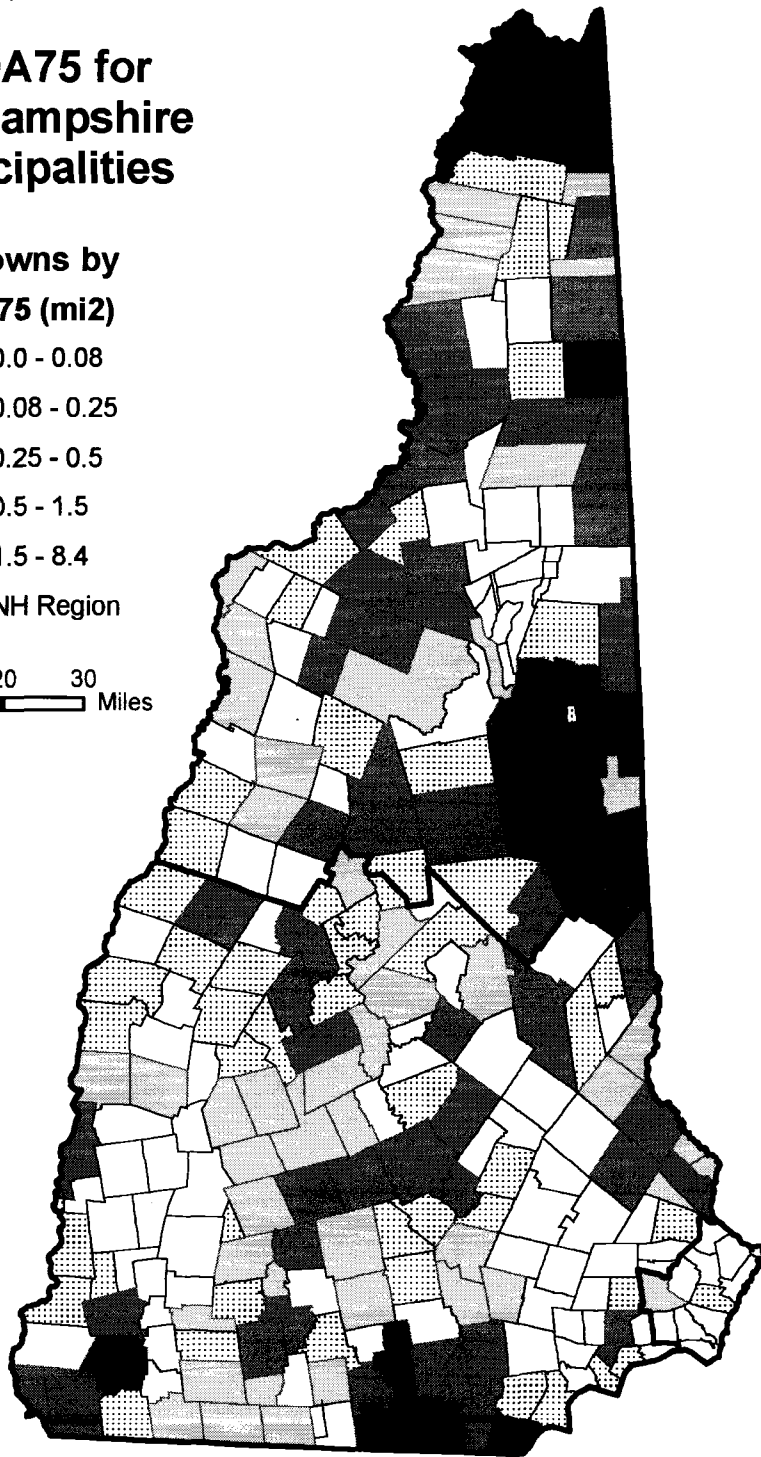 A75 for
ampshire
cipalities
owns by
75 (mi2)
0.0 - 0.08
0.08 - 0.25
0.25 - 0.5
0.5 - 1.5
1.5 - 8.4
NH Region
20 30
Miles